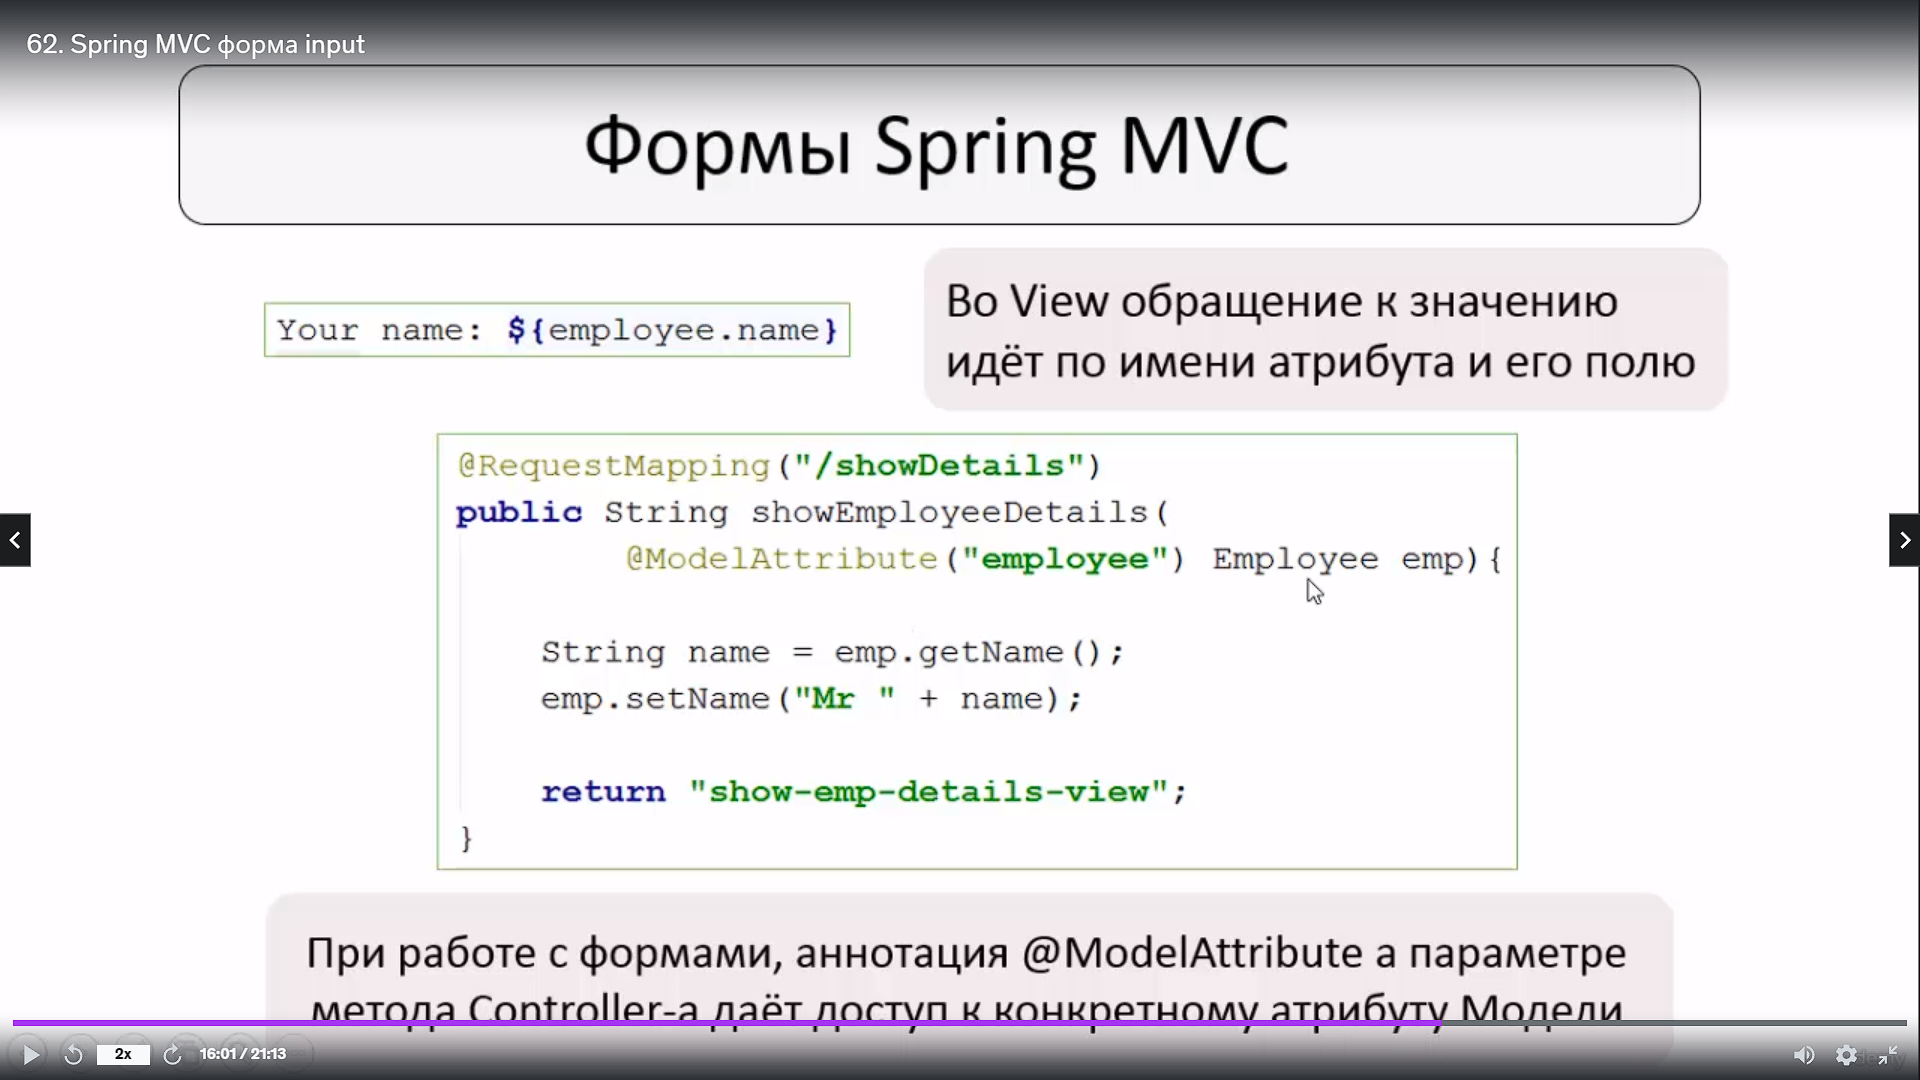 62. Spring MVC форма input
Формы Spring MVC
Your name: ${employee.name}
Во View обращение к значению
идёт по имени атрибута и его полю
@RequestMapping("/showDetails")
public String showEmployeeDetails(
@ModelAttribute("employee") Employee emp){
String name = emp.getName();
emp.setName("Mr " + name);
return "show-emp-details-view";
}
При работе с формами, аннотация @ModelAttribute а параметре
метода Controller-а даёт доступ к конкретному атрибуту Модели
2x
16:01 / 21:13